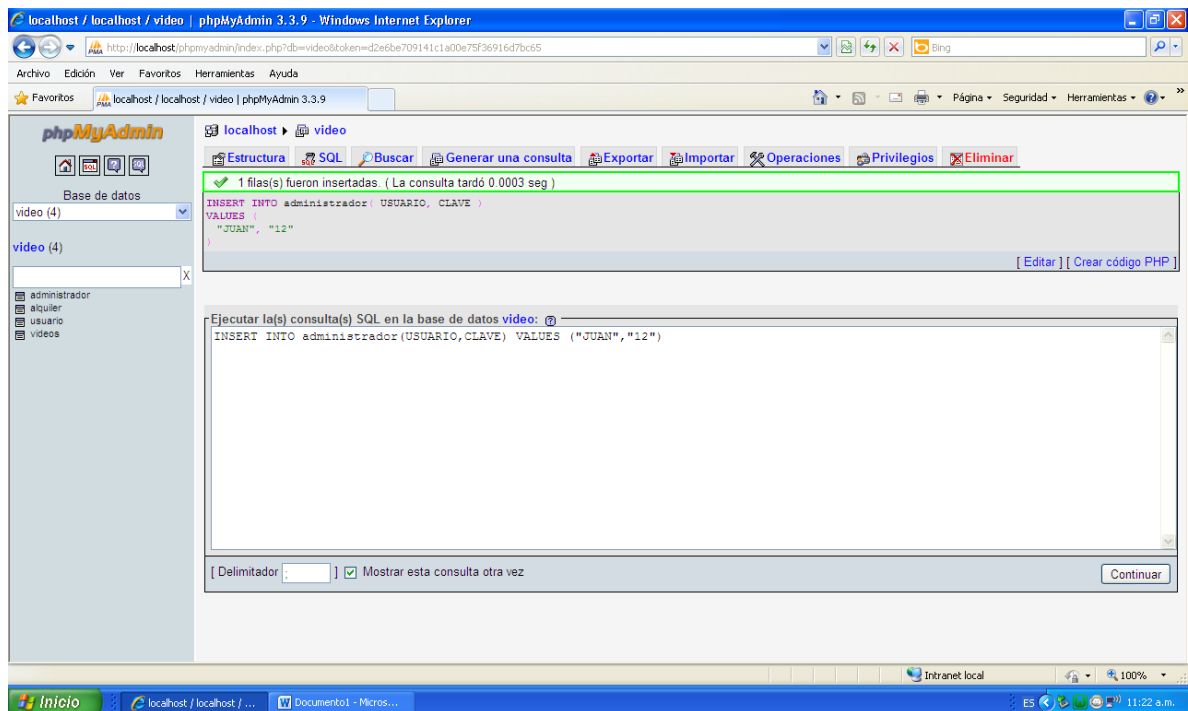 localhost / localhost / video | phpMyAdmin 3.3.9 - Windows Internet Explorer
http://localhost/phpmyadmin/index.php?db=video&token=d2e6be709141c1a00e75f36916d7bc65
Bing
Archivo Edición Ver Favoritos Herramientas Ayuda
Favoritos localhost / localhost / video | phpMyAdmin 3.3.9 Página Seguridad Herramientas »
phpMyAdmin
SQL
Base de datos
video (4)
video (4)
X
administrador
alquiler
usuario
videos
localhost ▸ video
Estructura SQL Buscar Generar una consulta Exportar Importar Operaciones Privilegios Eliminar
1 filas(s) fueron insertadas. ( La consulta tardó 0.0003 seg )
INSERT INTO administrador( USUARIO, CLAVE )
VALUES (
"JUAN", "12"
)
[ Editar ] [ Crear código PHP ]
Ejecutar la(s) consulta(s) SQL en la base de datos video:
INSERT INTO administrador(USUARIO,CLAVE) VALUES ("JUAN","12")
[ Delimitador ; ] Mostrar esta consulta otra vez
Continuar
Intranet local 100%
Inicio localhost / localhost / ... Documento1 - Micros... ES 11:22 a.m.